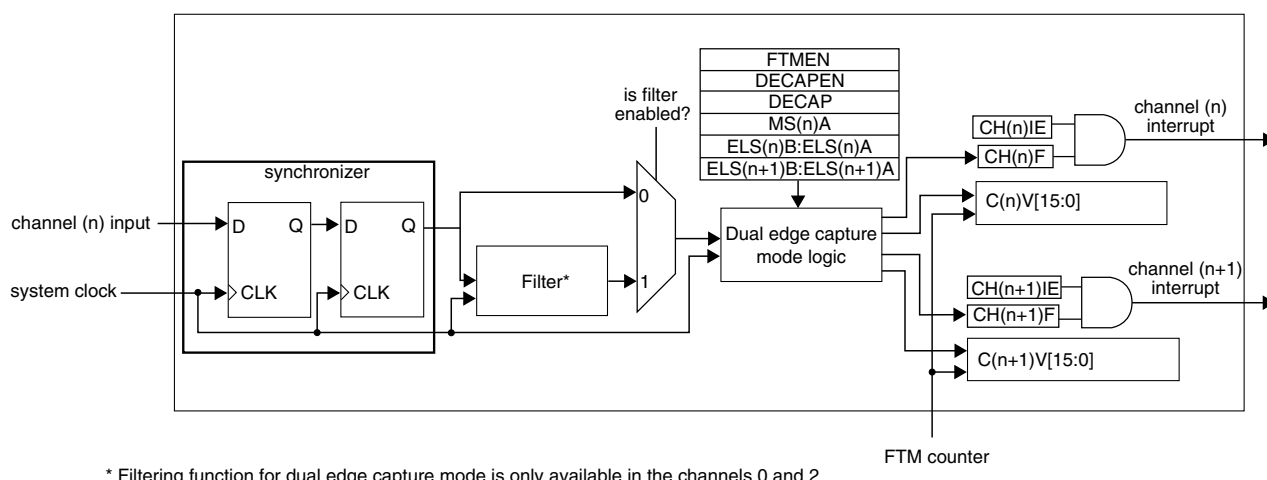 FTMEN
DECAPEN
DECAP
MS(n)A
ELS(n)B:ELS(n)A
ELS(n+1)B:ELS(n+1)A
is filter
enabled?
synchronizer
channel (n) input
system clock
D Q
CLK
D Q
CLK
Filter*
0
1
Dual edge capture
mode logic
CH(n)IE
CH(n)F
channel (n)
interrupt
C(n)V[15:0]
CH(n+1)IE
CH(n+1)F
channel (n+1)
interrupt
C(n+1)V[15:0]
FTM counter
* Filtering function for dual edge capture mode is only available in the channels 0 and 2